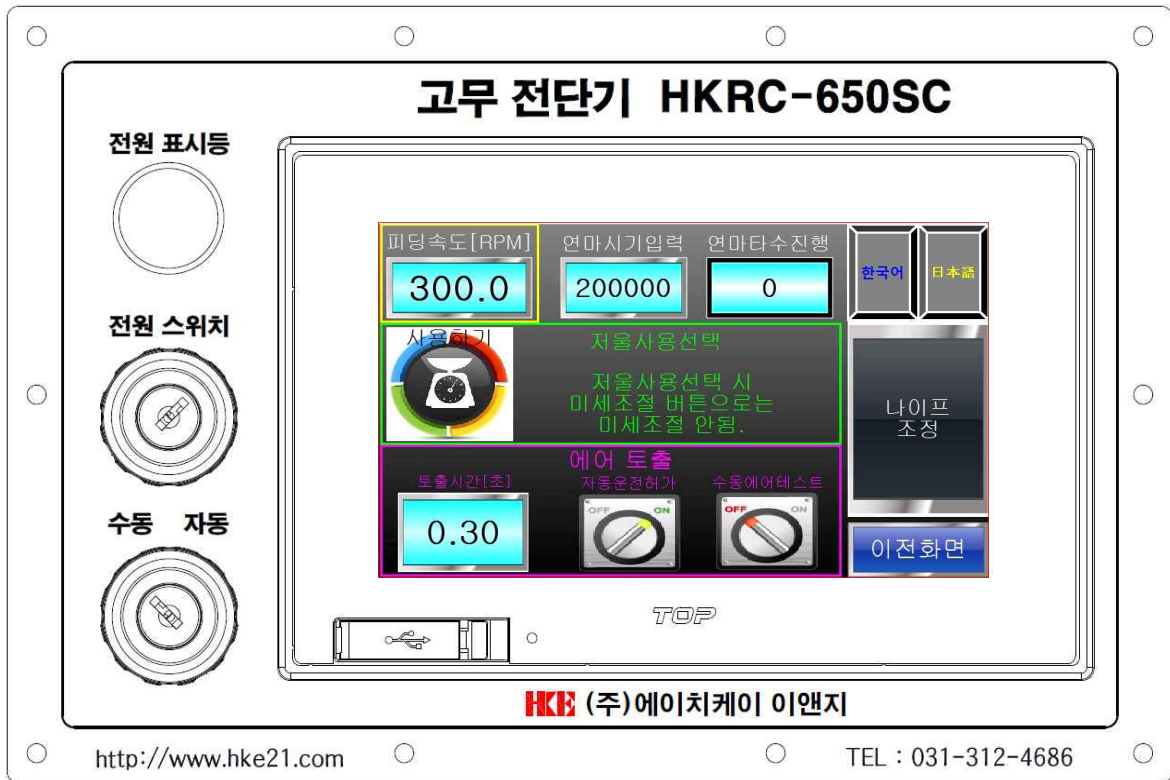 고무 전단기 HKRC-650SC
전원 표시등
전원 스위치
수동 자동
피딩속도[RPM]
300.0
연마시기입력
200000
연마타수진행
0
한국어
日本語
사용하기
저울사용선택
저울사용선택 시
미세조절 버튼으로는
미세조절 안됨.
나이프
조정
에어 토출
토출시간[초]
0.30
자동운전허가
OFF ON
수동에어테스트
OFF ON
이전화면
TOP
HKE (주)에이치케이 이앤지
http://www.hke21.com
TEL : 031-312-4686